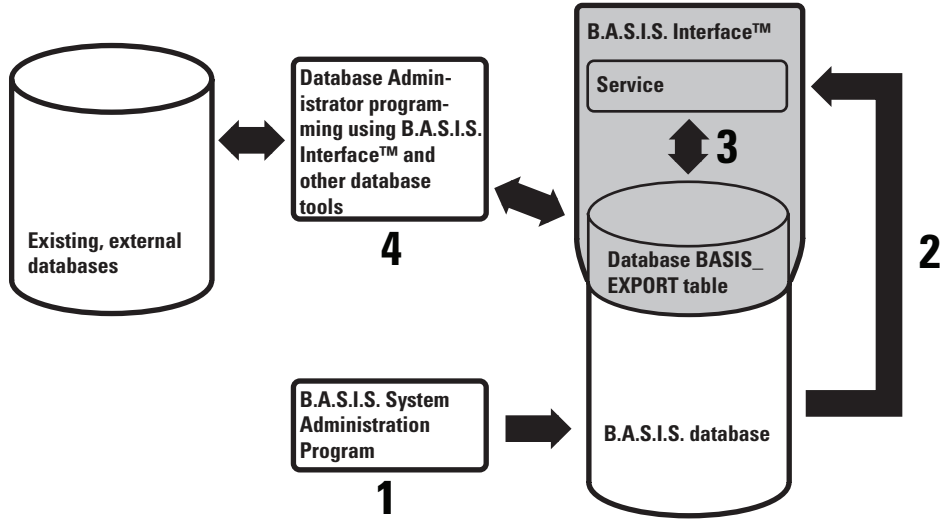 B.A.S.I.S. Interface™
Service
3
Database BASIS_
EXPORT table
B.A.S.I.S. database
2
Database Admin-
istrator program-
ming using B.A.S.I.S.
Interface™ and
other database
tools
4
Existing, external
databases
B.A.S.I.S. System
Administration
Program
1